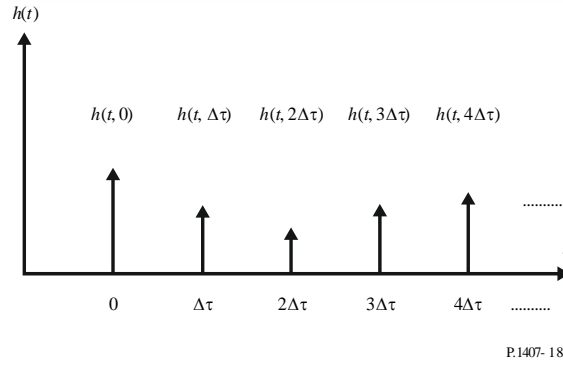 h(t)
h(t, 0) h(t, Δτ) h(t, 2Δτ) h(t, 3Δτ) h(t, 4Δτ)
..........
0 Δτ 2Δτ 3Δτ 4Δτ ..........
P.1407-18